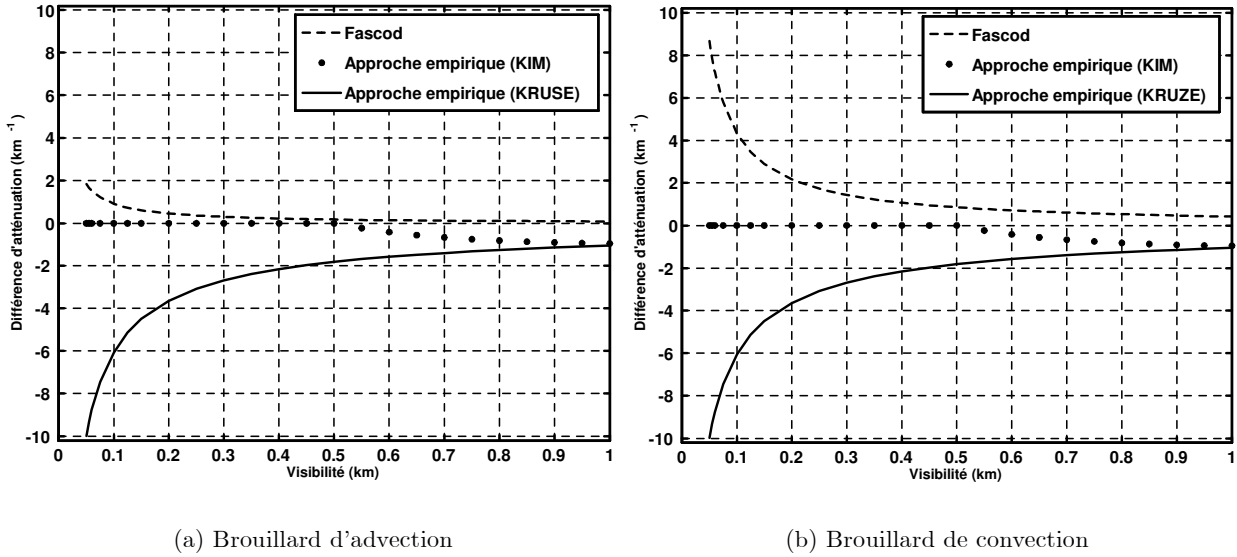 10
8
6
4
2
0
-2
-4
-6
-8
-10
Différence d'atténuation (km -1)
Fascod
Approche empirique (KIM)
Approche empirique (KRUSE)
0 0.1 0.2 0.3 0.4 0.5 0.6 0.7 0.8 0.9 1
Visibilité (km)
(a) Brouillard d'advection
10
8
6
4
2
0
-2
-4
-6
-8
-10
Différence d'atténuation (km -1)
Fascod
Approche empirique (KIM)
Approche empirique (KRUZE)
0 0.1 0.2 0.3 0.4 0.5 0.6 0.7 0.8 0.9 1
Visibilité (km)
(b) Brouillard de convection